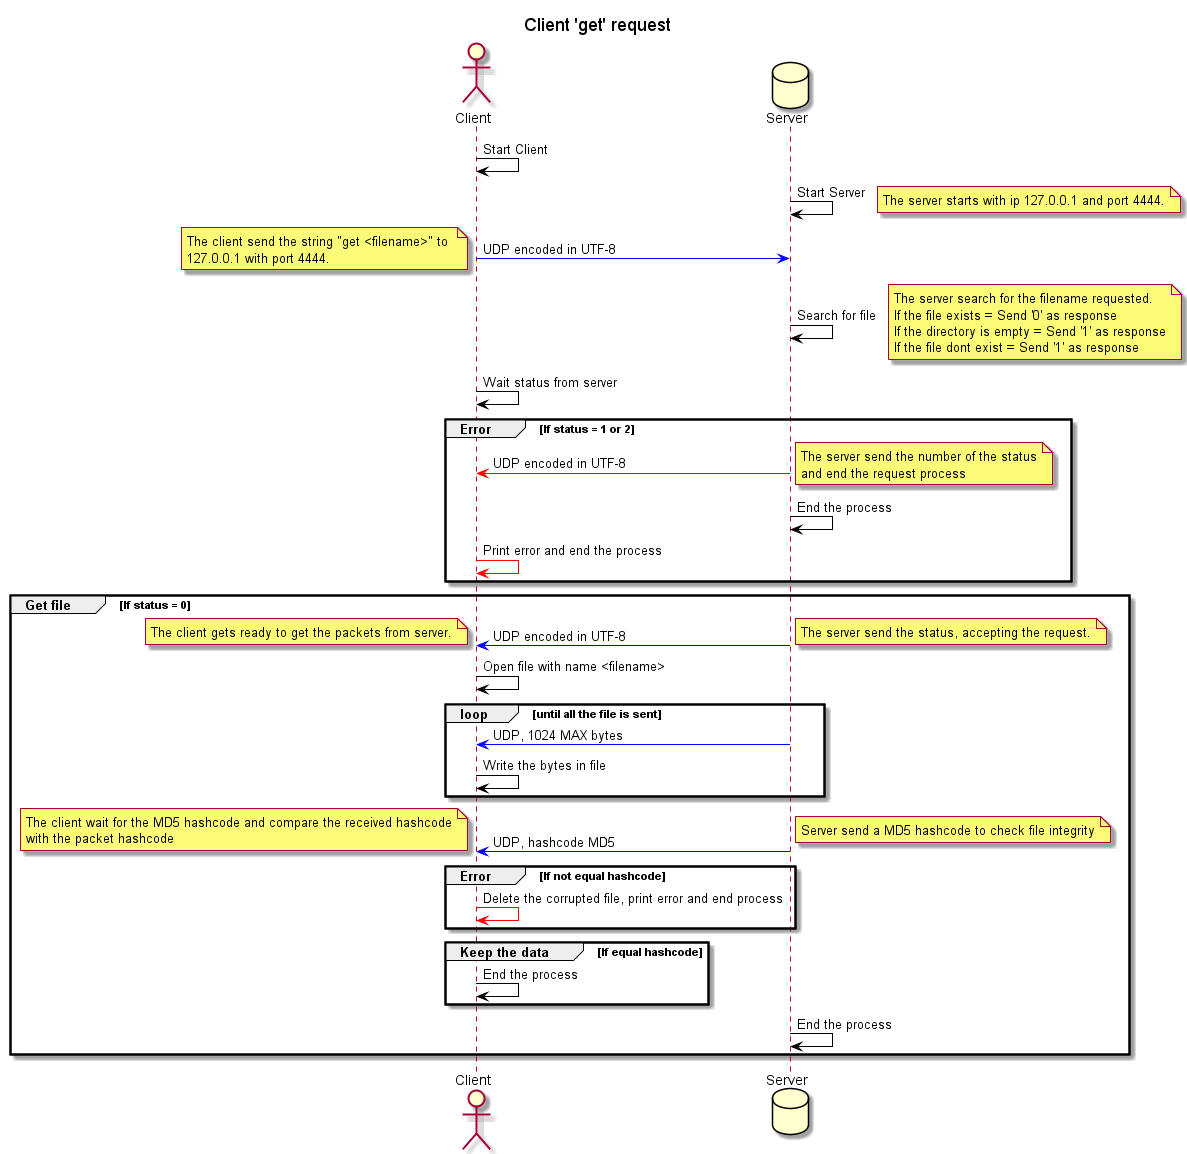 Client 'get' request
Client
Server
Start Client
Start Server
The server starts with ip 127.0.0.1 and port 4444.
The client send the string "get <filename>" to
127.0.0.1 with port 4444.
UDP encoded in UTF-8
Search for file
The server search for the filename requested.
If the file exists = Send '0' as response
If the directory is empty = Send '1' as response
If the file dont exist = Send '1' as response
Wait status from server
Error [If status = 1 or 2]
UDP encoded in UTF-8
The server send the number of the status
and end the request process
End the process
Print error and end the process
Get file [If status = 0]
The client gets ready to get the packets from server.
UDP encoded in UTF-8
The server send the status, accepting the request.
Open file with name <filename>
loop [until all the file is sent]
UDP, 1024 MAX bytes
Write the bytes in file
The client wait for the MD5 hashcode and compare the received hashcode
with the packet hashcode
UDP, hashcode MD5
Server send a MD5 hashcode to check file integrity
Error [If not equal hashcode]
Delete the corrupted file, print error and end process
Keep the data [If equal hashcode]
End the process
End the process
Client
Server